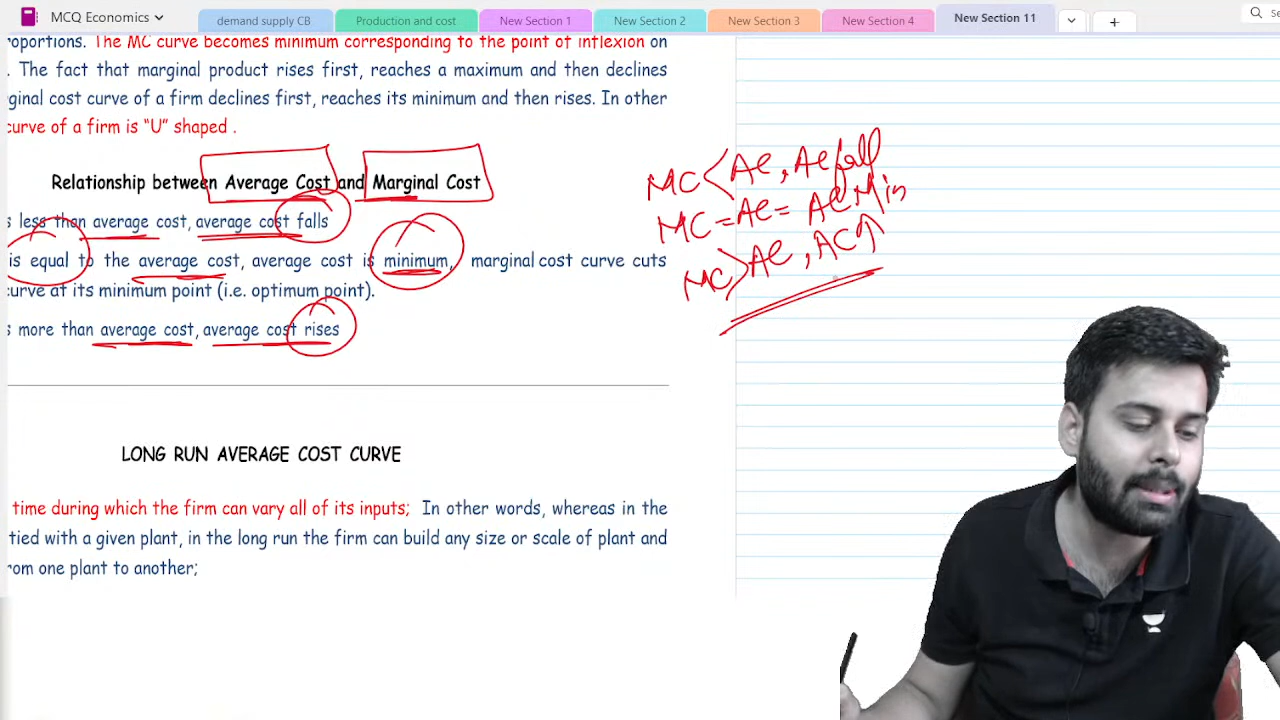 MCQ Economics
demand supply CB
Production and cost
New Section 1
New Section 2
New Section 3
New Section 4
New Section 11
+
Se
roportions. The MC curve becomes minimum corresponding to the point of inflexion on
. The fact that marginal product rises first, reaches a maximum and then declines
ginal cost curve of a firm declines first, reaches its minimum and then rises. In other
curve of a firm is “U” shaped .
Relationship between Average Cost and Marginal Cost
s less than average cost, average cost falls
is equal to the average cost, average cost is minimum, marginal cost curve cuts
curve at its minimum point (i.e. optimum point).
s more than average cost, average cost rises
MC < AC, AC fall
MC = AC = AC Min
MC > AC, AC↑
LONG RUN AVERAGE COST CURVE
time during which the firm can vary all of its inputs; In other words, whereas in the
tied with a given plant, in the long run the firm can build any size or scale of plant and
rom one plant to another;